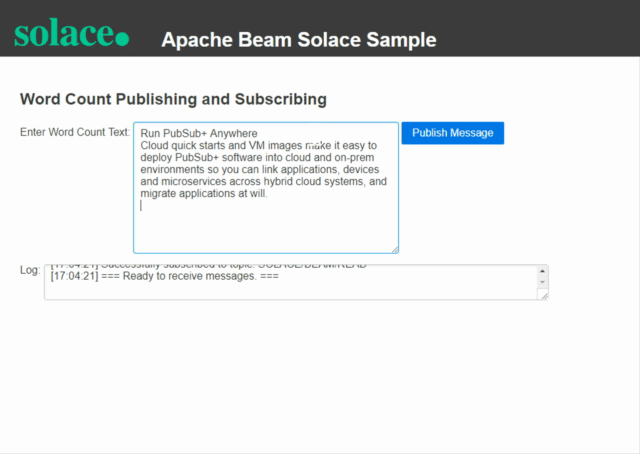 solace.
Apache Beam Solace Sample
Word Count Publishing and Subscribing
Enter Word Count Text:
Run PubSub+ Anywhere
Cloud quick starts and VM images make it easy to
deploy PubSub+ software into cloud and on-prem
environments so you can link applications, devices
and microservices across hybrid cloud systems, and
migrate applications at will.
Publish Message
Log:
[17:04:21] Successfully subscribed to topic: SOLACE/BEAM/READ
[17:04:21] === Ready to receive messages. ===